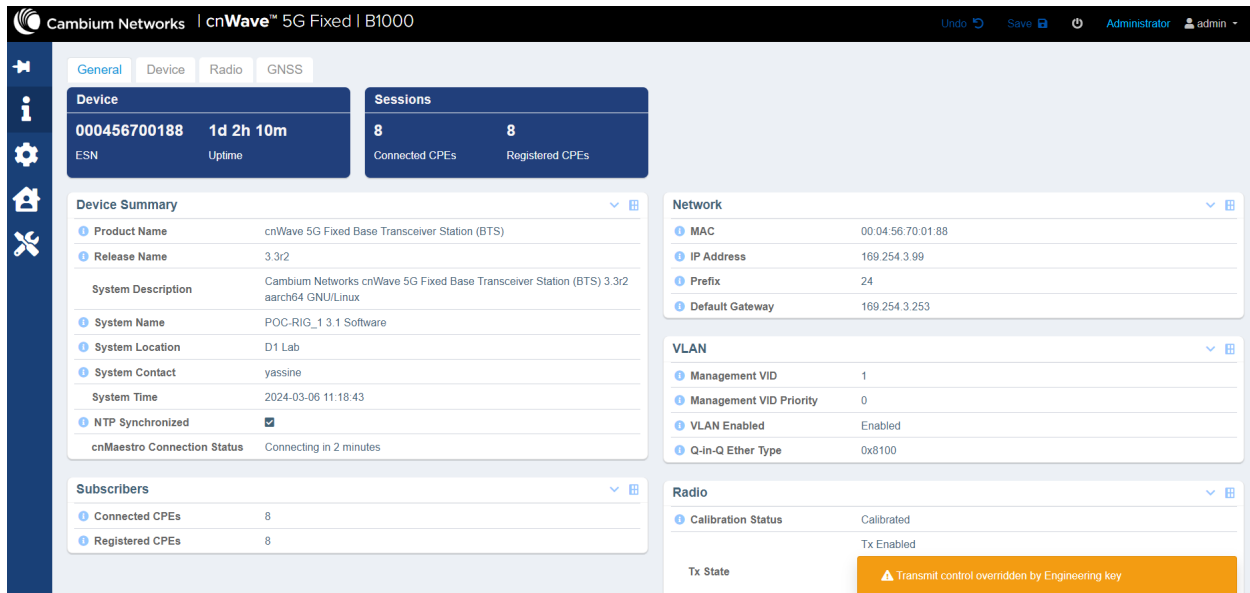 Cambium Networks | cnWave™ 5G Fixed | B1000
Undo Save Administrator admin
General Device Radio GNSS
Device
000456700188 1d 2h 10m
ESN Uptime
Sessions
8 8
Connected CPEs Registered CPEs
Device Summary
Product Name cnWave 5G Fixed Base Transceiver Station (BTS)
Release Name 3.3r2
System Description Cambium Networks cnWave 5G Fixed Base Transceiver Station (BTS) 3.3r2
aarch64 GNU/Linux
System Name POC-RIG_1 3.1 Software
System Location D1 Lab
System Contact yassine
System Time 2024-03-06 11:18:43
NTP Synchronized
cnMaestro Connection Status Connecting in 2 minutes
Subscribers
Connected CPEs 8
Registered CPEs 8
Network
MAC 00:04:56:70:01:88
IP Address 169.254.3.99
Prefix 24
Default Gateway 169.254.3.253
VLAN
Management VID 1
Management VID Priority 0
VLAN Enabled Enabled
Q-in-Q Ether Type 0x8100
Radio
Calibration Status Calibrated
Tx Enabled
Tx State Transmit control overridden by Engineering key